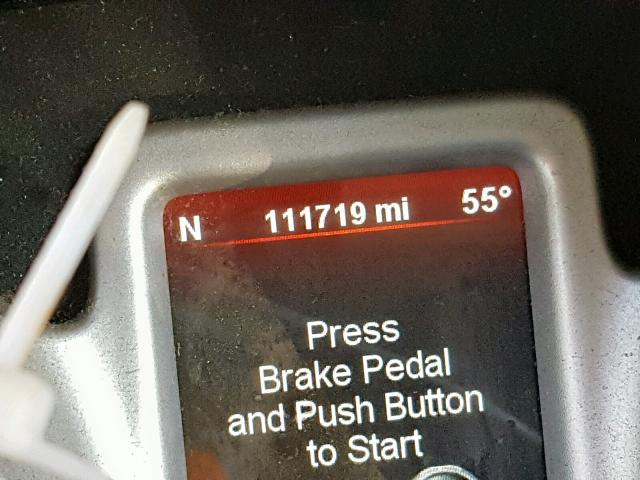 N 111719 mi 55°
Press
Brake Pedal
and Push Button
to Start